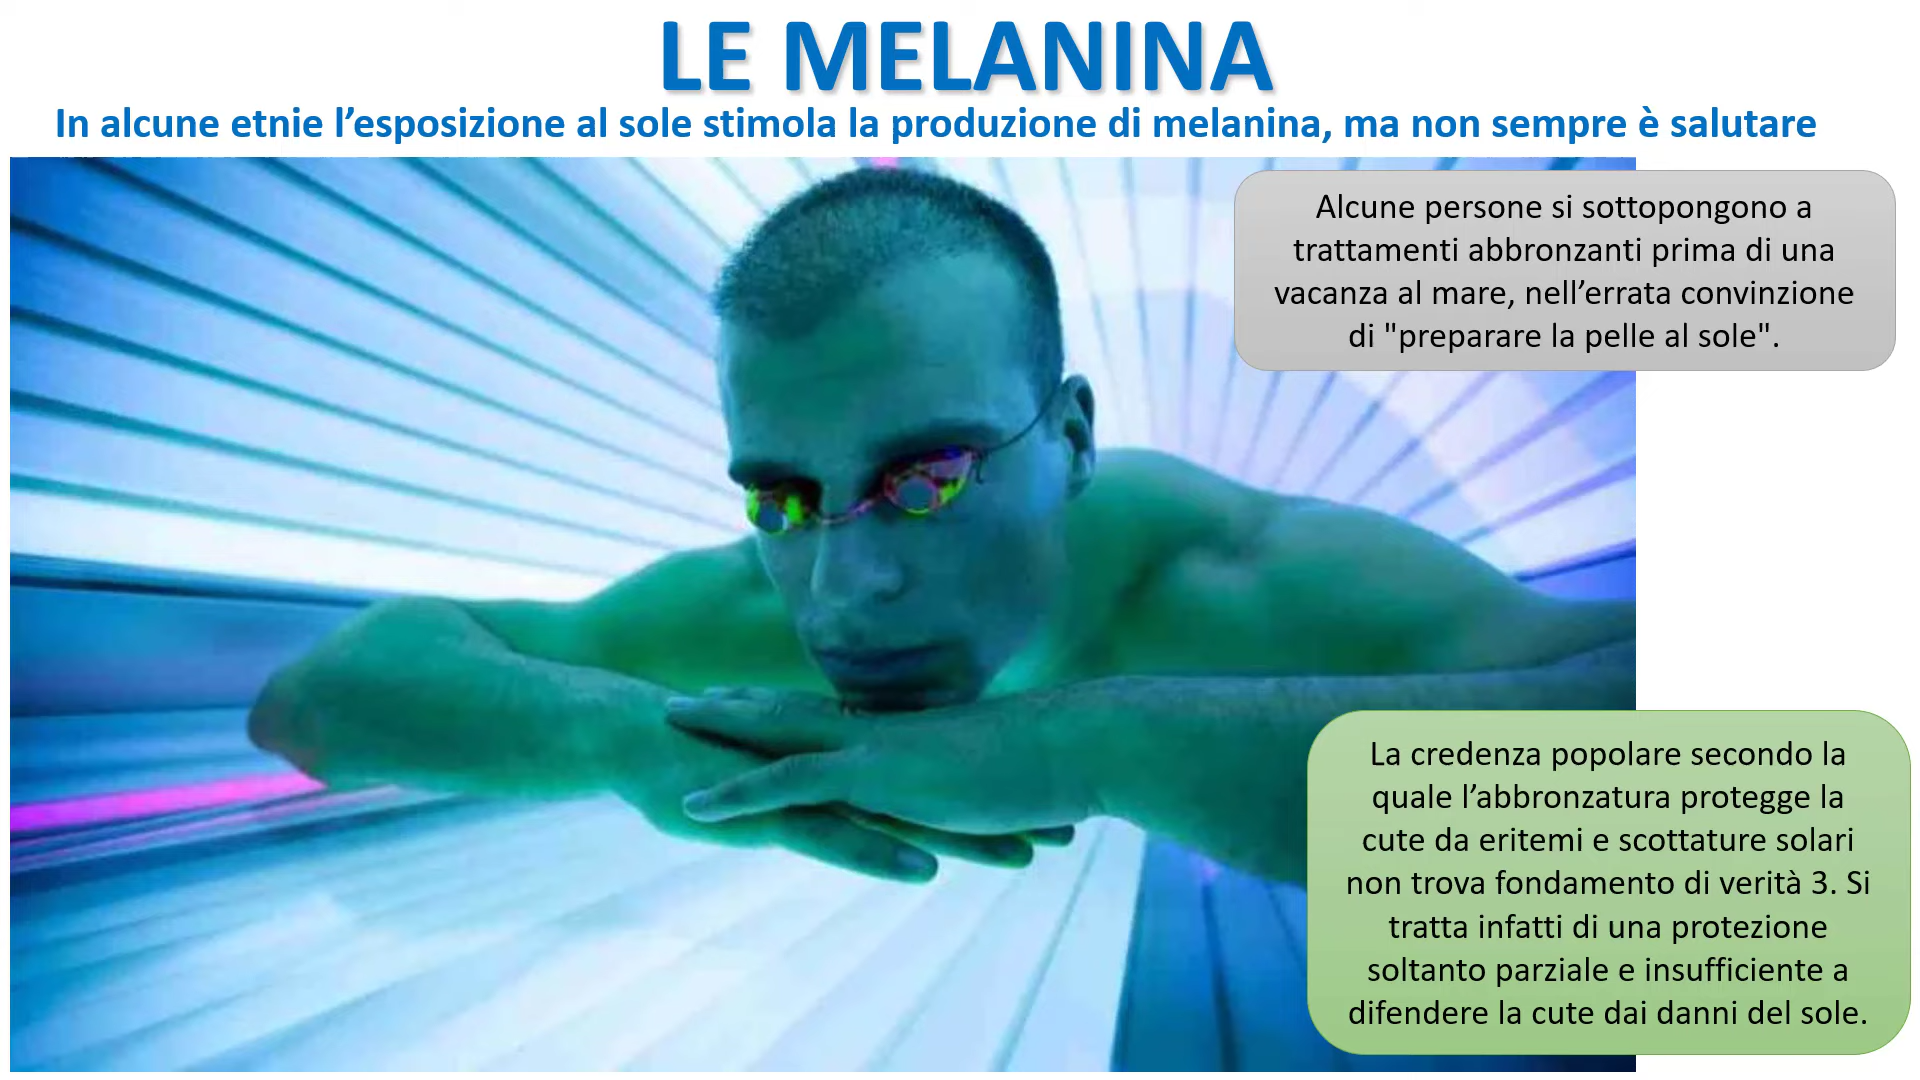 LE MELANINA
In alcune etnie l’esposizione al sole stimola la produzione di melanina, ma non sempre è salutare
Alcune persone si sottopongono a
trattamenti abbronzanti prima di una
vacanza al mare, nell’errata convinzione
di "preparare la pelle al sole".
La credenza popolare secondo la
quale l’abbronzatura protegge la
cute da eritemi e scottature solari
non trova fondamento di verità 3. Si
tratta infatti di una protezione
soltanto parziale e insufficiente a
difendere la cute dai danni del sole.